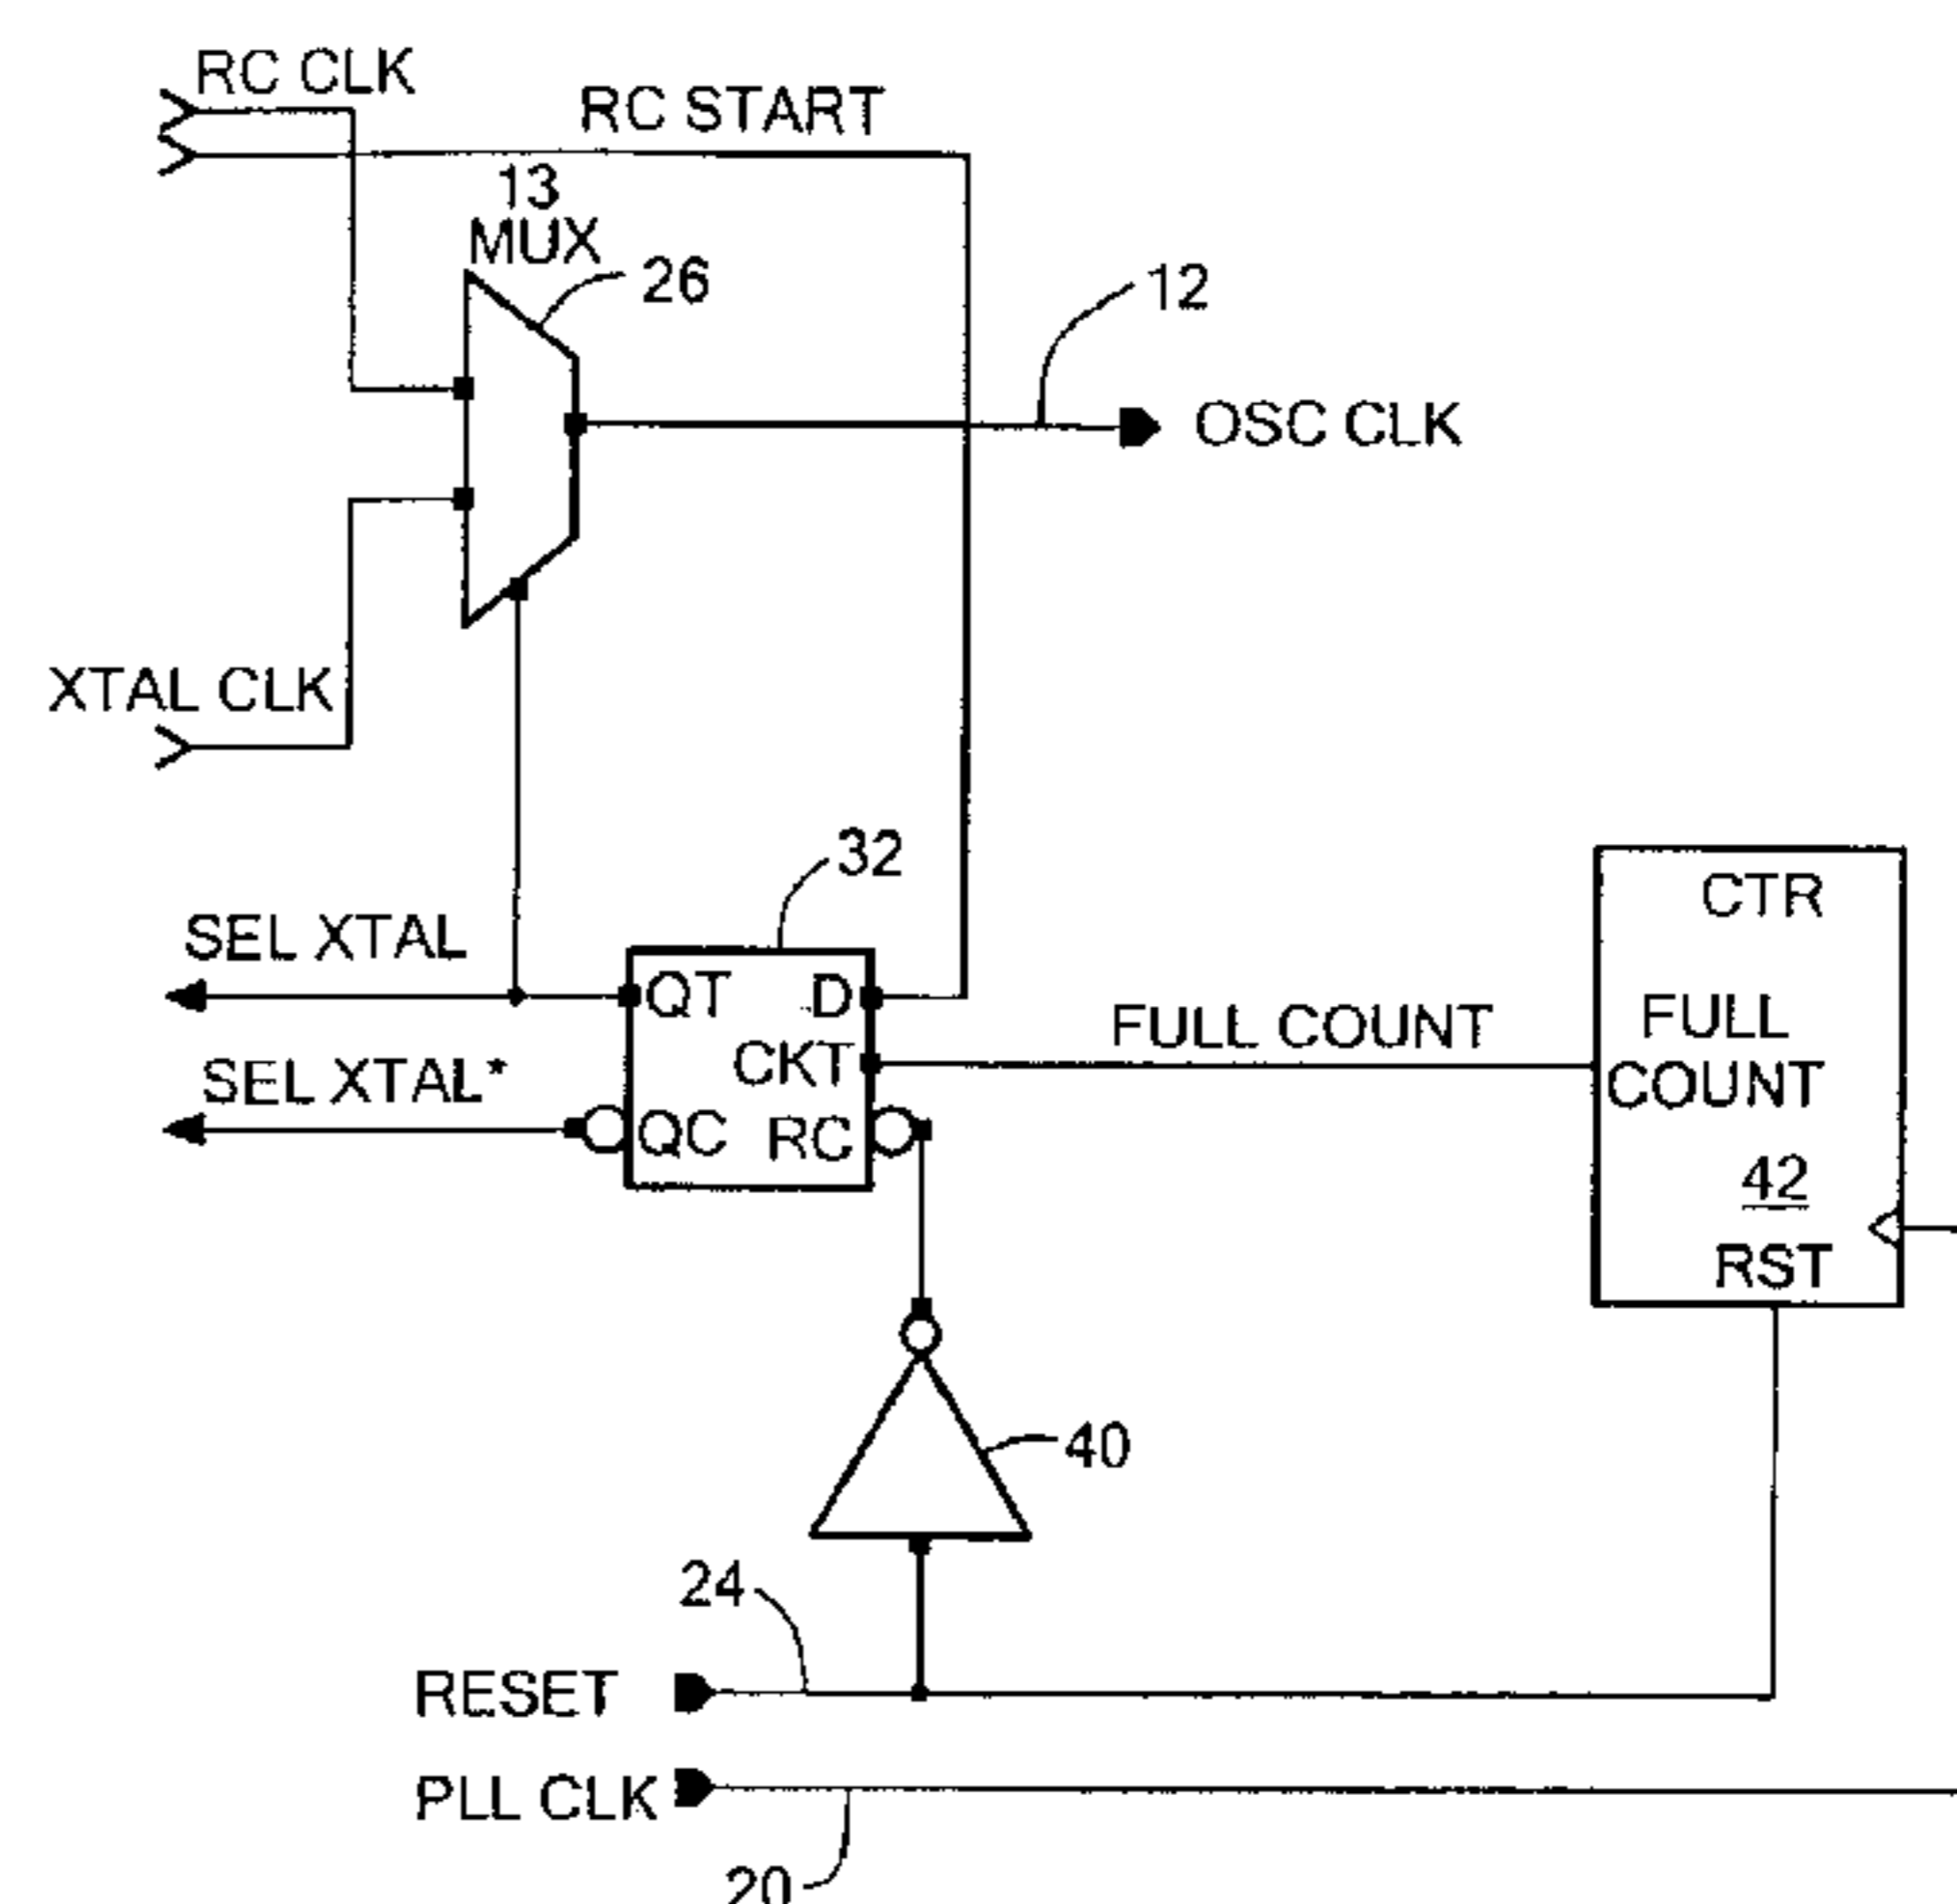 RC CLK
RC START
13
MUX
26
12
OSC CLK
XTAL CLK
32
SEL XTAL
QT
D
CTR
FULL COUNT
FULL
COUNT
CKT
SEL XTAL*
QC
RC
42
RST
40
24
RESET
PLL CLK
20